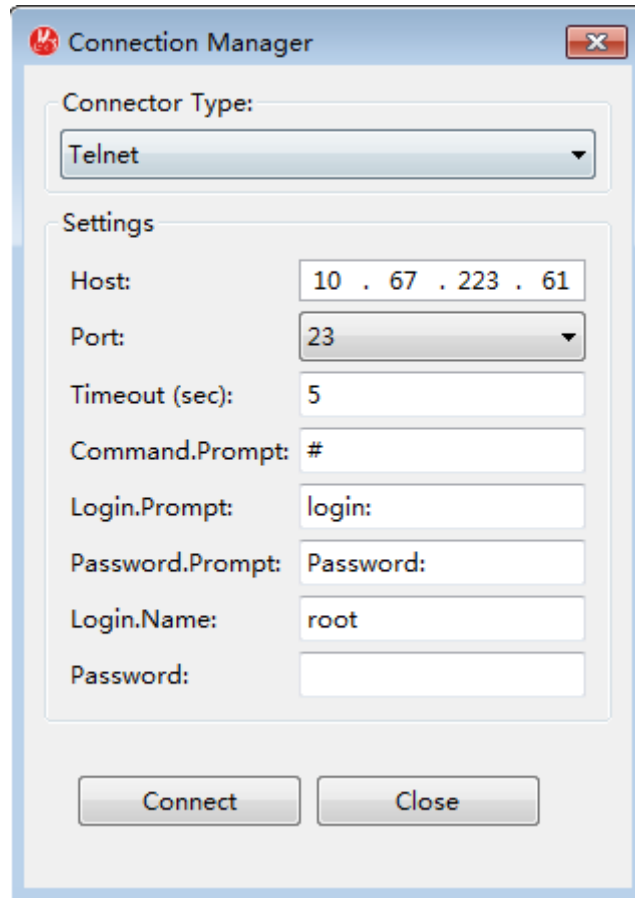 Connection Manager
Connector Type:
Telnet
Settings
Host: 10 . 67 . 223 . 61
Port: 23
Timeout (sec): 5
Command.Prompt: #
Login.Prompt: login:
Password.Prompt: Password:
Login.Name: root
Password:
Connect Close